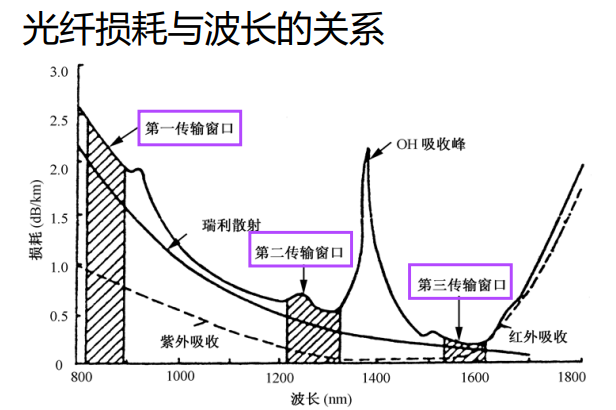 光纤损耗与波长的关系
3.0
2.5
第一传输窗口
OH 吸收峰
2.0
损耗 (dB/km)
1.5
瑞利散射
第二传输窗口
1.0
第三传输窗口
0.5
紫外吸收
红外吸收
0
800
1000
1200
1400
1600
1800
波长 (nm)